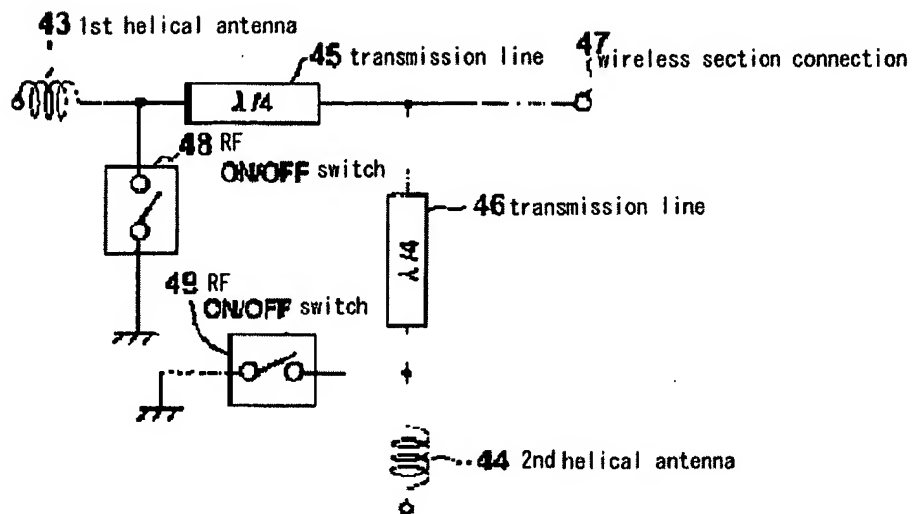 43 1st helical antenna
45 transmission line
47 wireless section connection
λ/4
48 RF
ON/OFF switch
46 transmission line
λ/4
49 RF
ON/OFF switch
44 2nd helical antenna